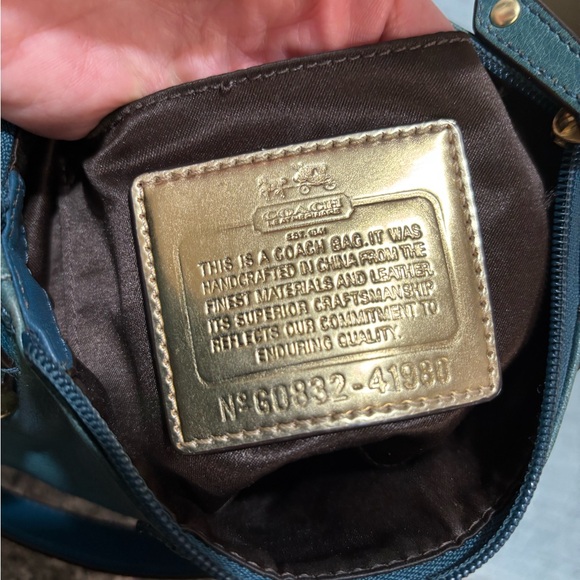 COACH
LEATHERWARE
EST. 1941
THIS IS A COACH BAG. IT WAS
HANDCRAFTED IN CHINA FROM THE
FINEST MATERIALS AND LEATHER.
ITS SUPERIOR CRAFTSMANSHIP
REFLECTS OUR COMMITMENT TO
ENDURING QUALITY.
Nº G0832-41980